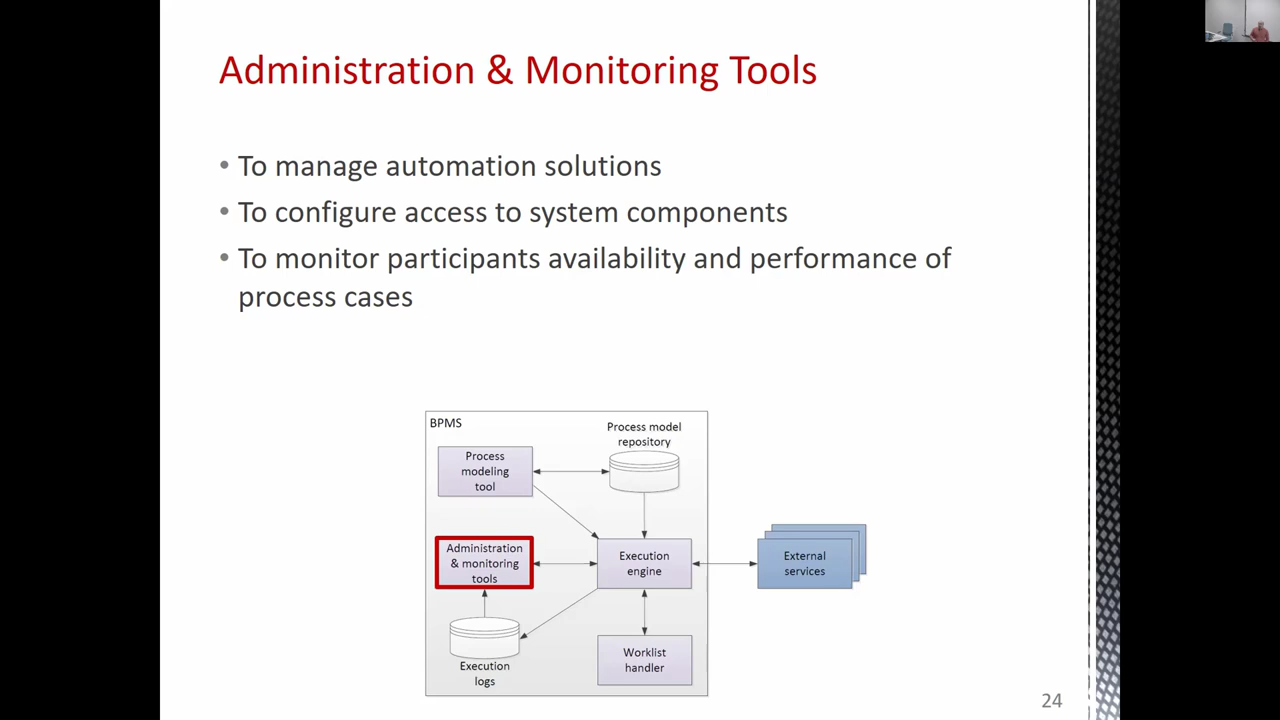 Administration & Monitoring Tools
• To manage automation solutions
• To configure access to system components
• To monitor participants availability and performance of
process cases
BPMS
Process model
repository
Process
modeling
tool
Administration
& monitoring
tools
Execution
engine
External
services
Execution
logs
Worklist
handler
24